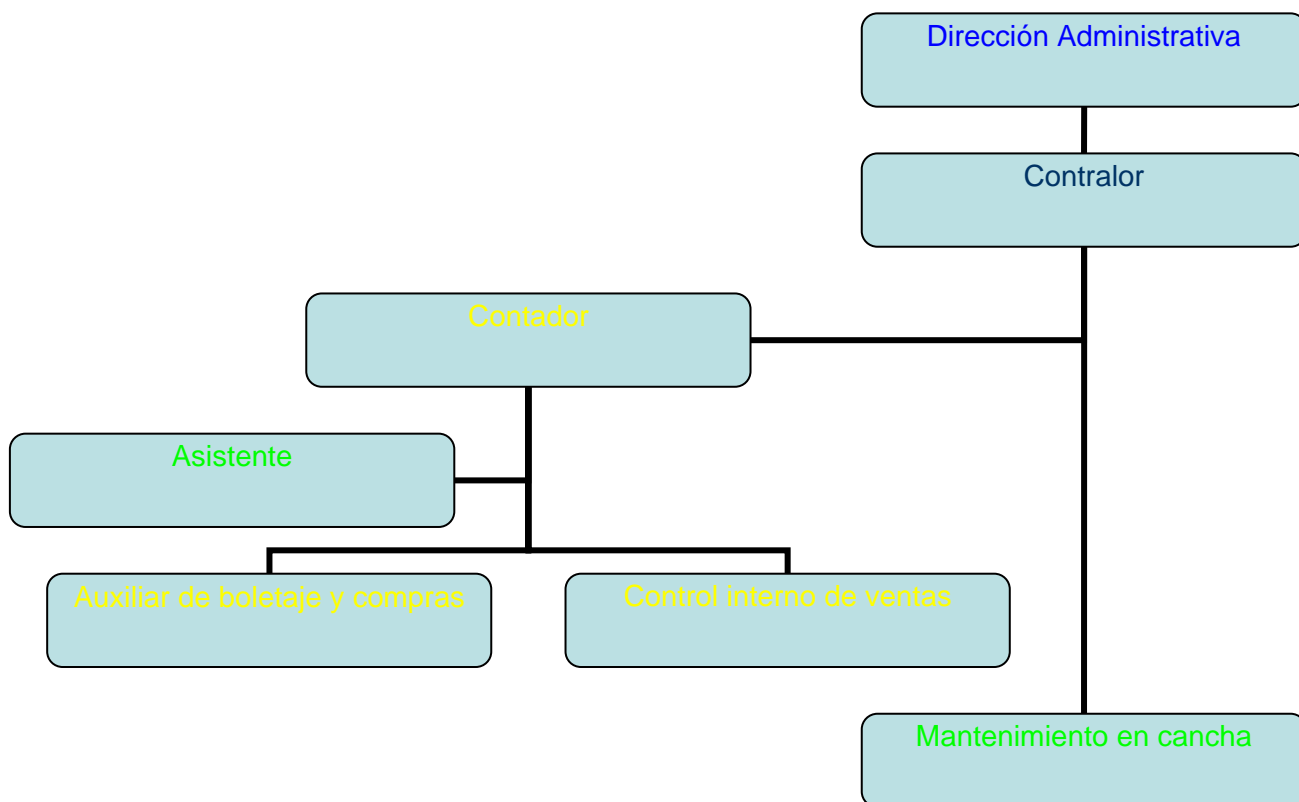 Dirección Administrativa
Contralor
Contador
Asistente
Auxiliar de boletaje y compras
Control interno de ventas
Mantenimiento en cancha